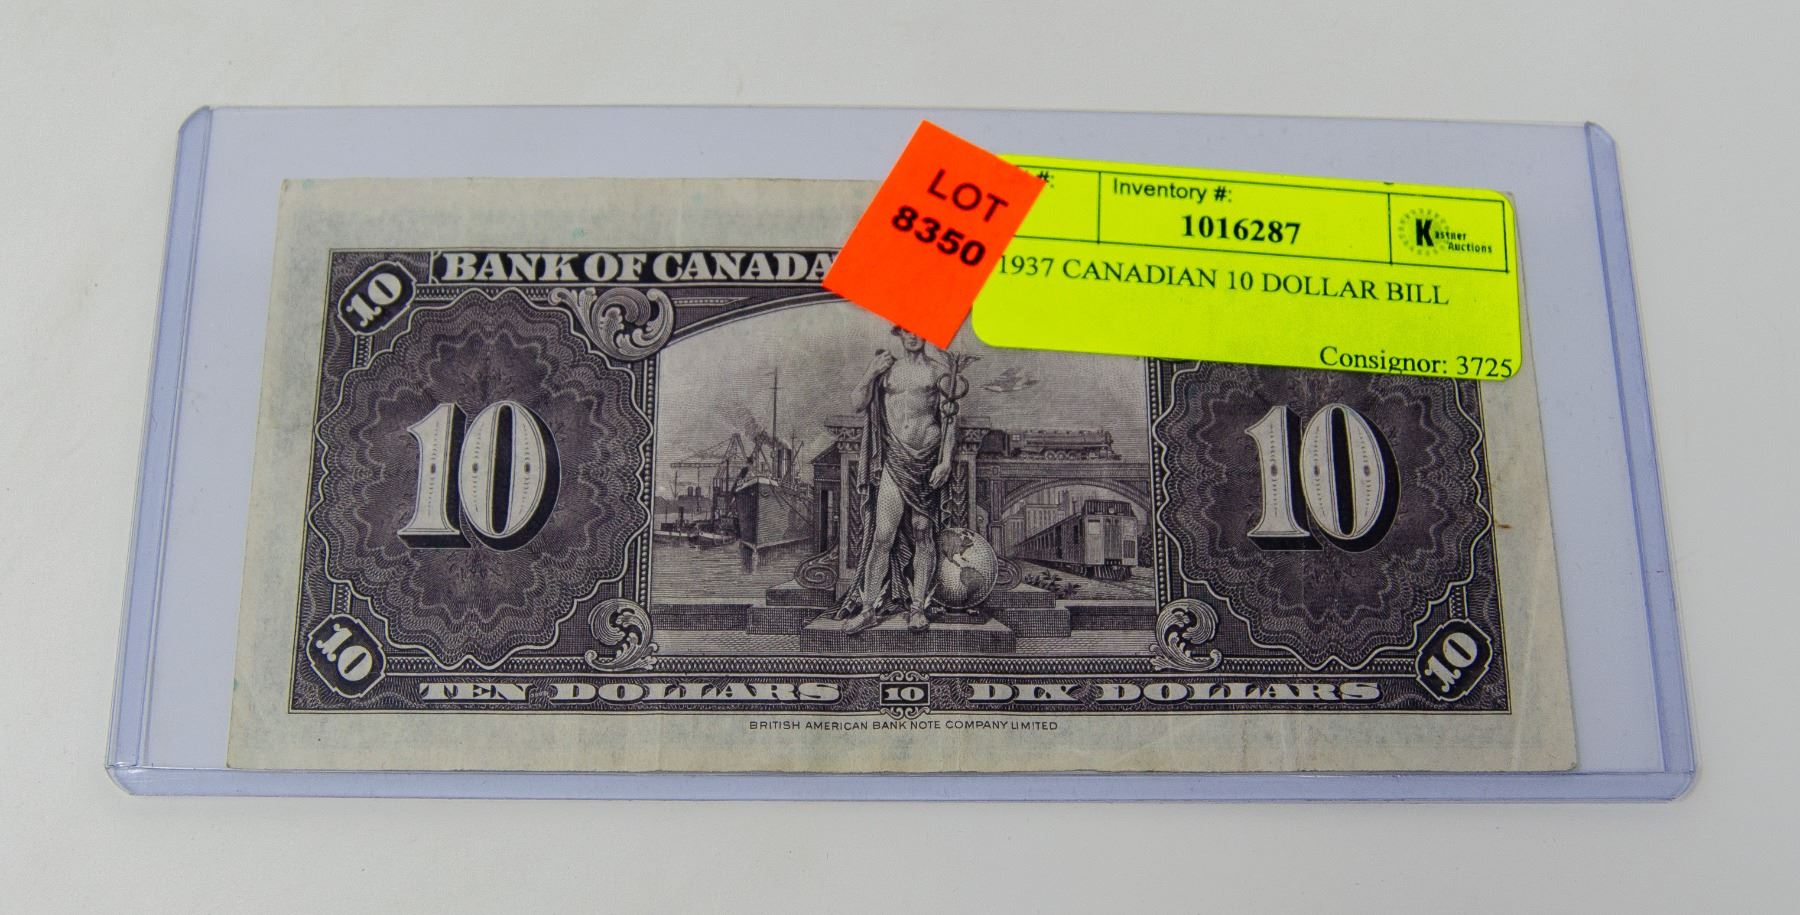 LOT
8350
#:
Inventory #:
1016287
Kastner
Auctions
1937 CANADIAN 10 DOLLAR BILL
Consignor: 3725
BANK OF CANADA
10
10
10
10
10
TEN DOLLARS 10 DIX DOLLARS
BRITISH AMERICAN BANK NOTE COMPANY LIMITED